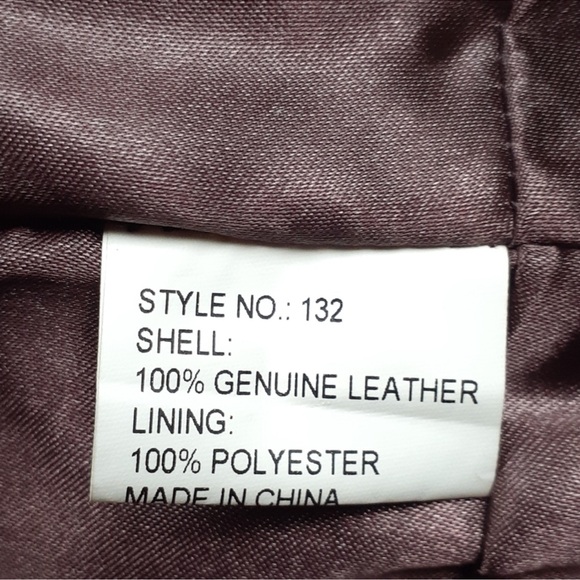 STYLE NO.: 132
SHELL:
100% GENUINE LEATHER
LINING:
100% POLYESTER
MADE IN CHINA